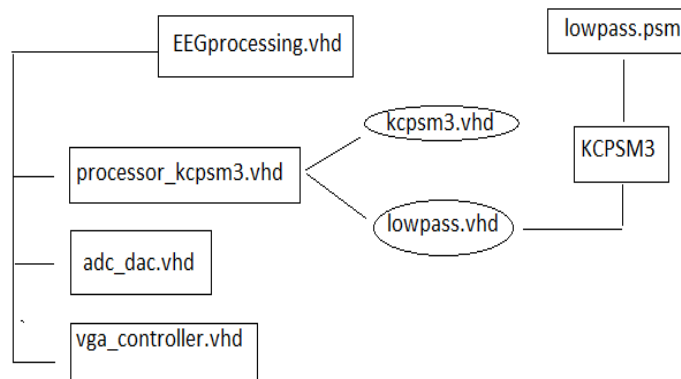 EEGprocessing.vhd
lowpass.psm
kcpsm3.vhd
KCPSM3
processor_kcpsm3.vhd
lowpass.vhd
adc_dac.vhd
vga_controller.vhd